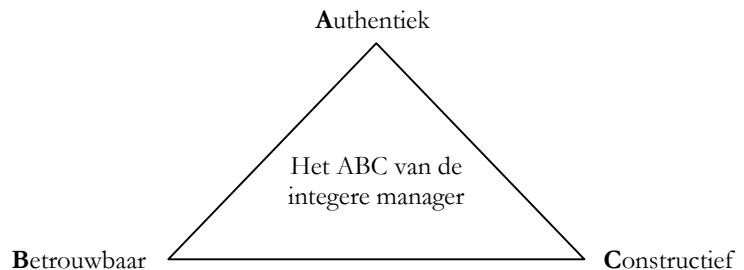 Authentiek
Het ABC van de
integere manager
Betrouwbaar
Constructief